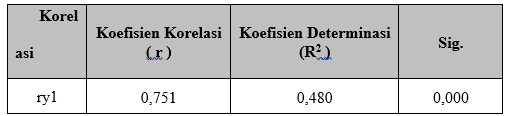 Korel
asi
Koefisien Korelasi
( r )
Koefisien Determinasi
(R² )
Sig.
ry1
0,751
0,480
0,000